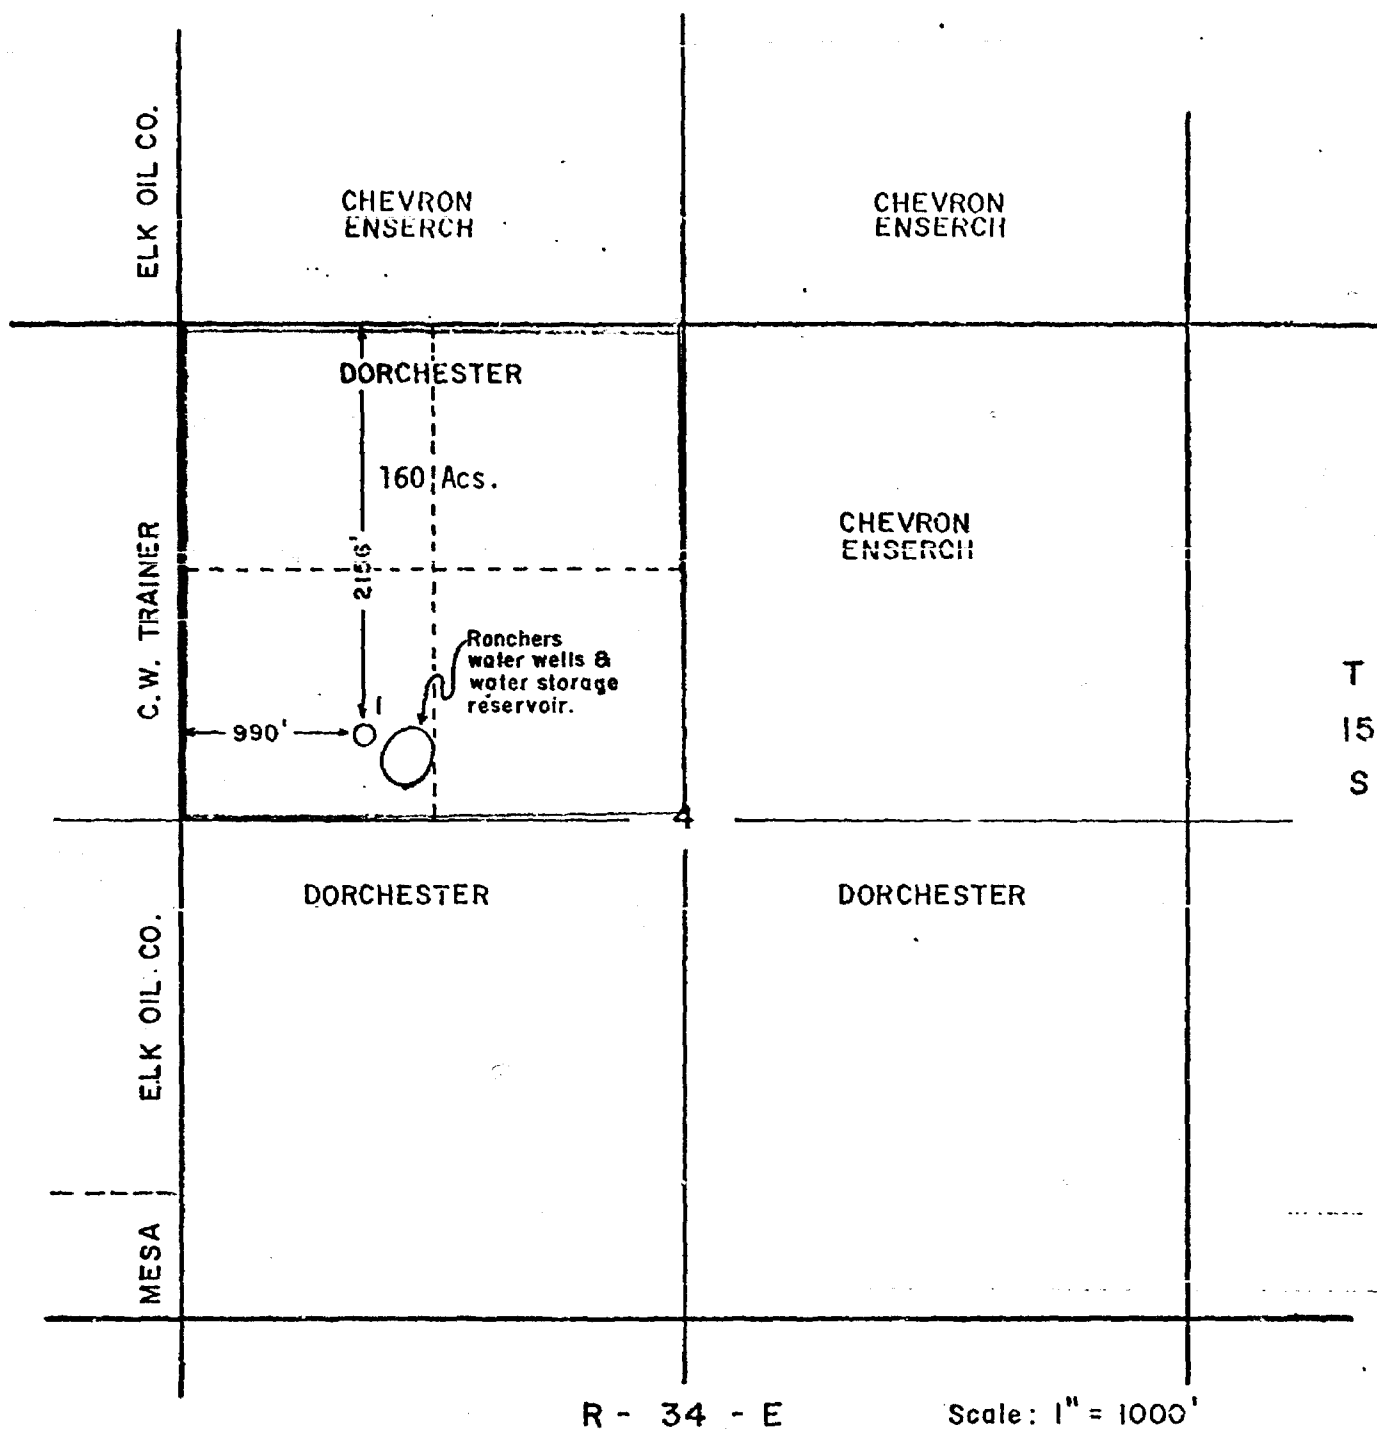 ELK OIL CO.
CHEVRON
ENSERCH
CHEVRON
ENSERCH
DORCHESTER
160 Acs.
2156'
C.W. TRAINER
CHEVRON
ENSERCH
Ranchers
water wells &
water storage
reservoir.
1
990'
T
15
S
4
DORCHESTER
DORCHESTER
ELK OIL CO.
MESA
R - 34 - E
Scale: 1" = 1000'